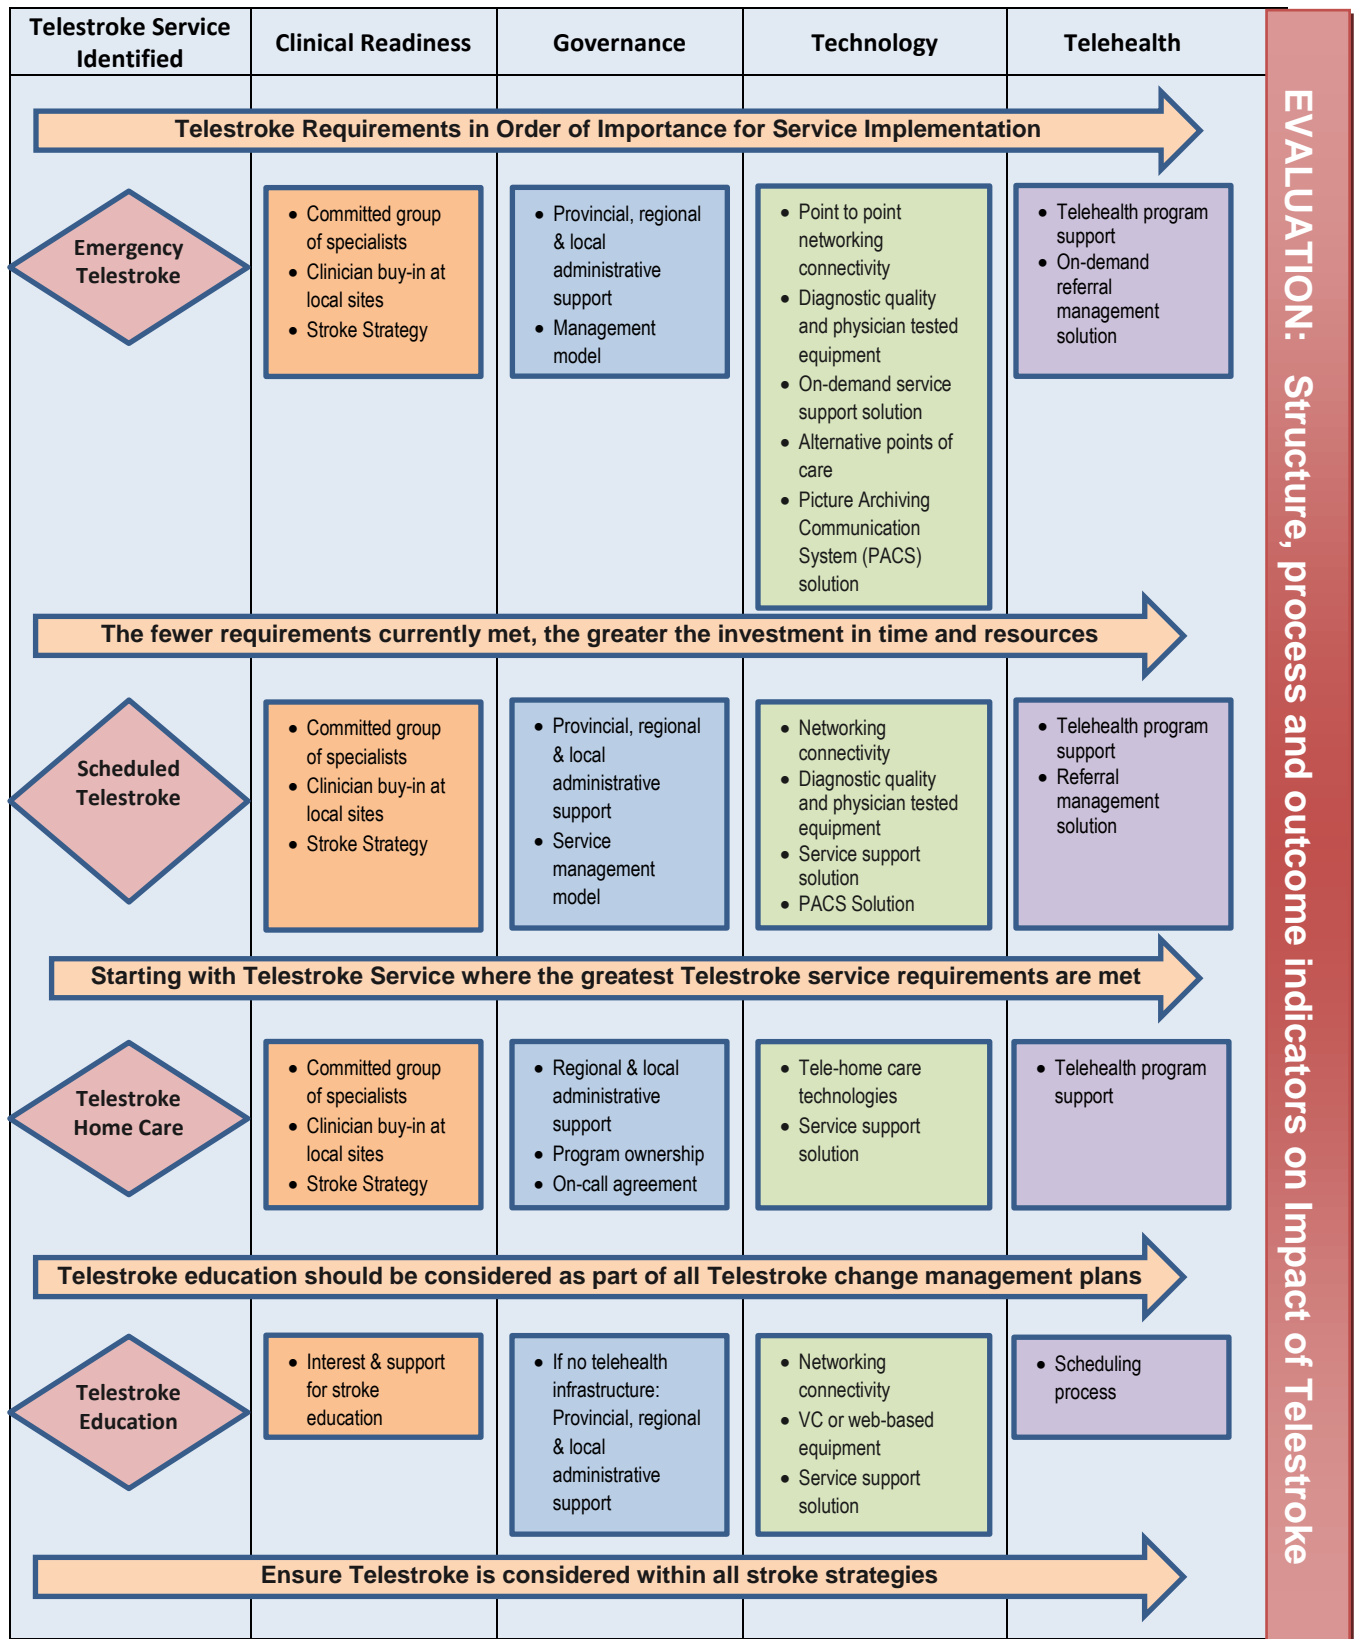 Telestroke Service
Identified
Clinical Readiness
Governance
Technology
Telehealth
Telestroke Requirements in Order of Importance for Service Implementation
Emergency
Telestroke
• Committed group
of specialists
• Clinician buy-in at
local sites
• Stroke Strategy
• Provincial, regional
& local
administrative
support
• Management
model
• Point to point
networking
connectivity
• Diagnostic quality
and physician tested
equipment
• On-demand service
support solution
• Alternative points of
care
• Picture Archiving
Communication
System (PACS)
solution
• Telehealth program
support
• On-demand
referral
management
solution
The fewer requirements currently met, the greater the investment in time and resources
Scheduled
Telestroke
• Committed group
of specialists
• Clinician buy-in at
local sites
• Stroke Strategy
• Provincial, regional
& local
administrative
support
• Service
management
model
• Networking
connectivity
• Diagnostic quality
and physician tested
equipment
• Service support
solution
• PACS Solution
• Telehealth program
support
• Referral
management
solution
Starting with Telestroke Service where the greatest Telestroke service requirements are met
Telestroke
Home Care
• Committed group
of specialists
• Clinician buy-in at
local sites
• Stroke Strategy
• Regional & local
administrative
support
• Program ownership
• On-call agreement
• Tele-home care
technologies
• Service support
solution
• Telehealth program
support
Telestroke education should be considered as part of all Telestroke change management plans
Telestroke
Education
• Interest & support
for stroke
education
• If no telehealth
infrastructure:
Provincial, regional
& local
administrative
support
• Networking
connectivity
• VC or web-based
equipment
• Service support
solution
• Scheduling
process
Ensure Telestroke is considered within all stroke strategies
EVALUATION: Structure, process and outcome indicators on Impact of Telestroke